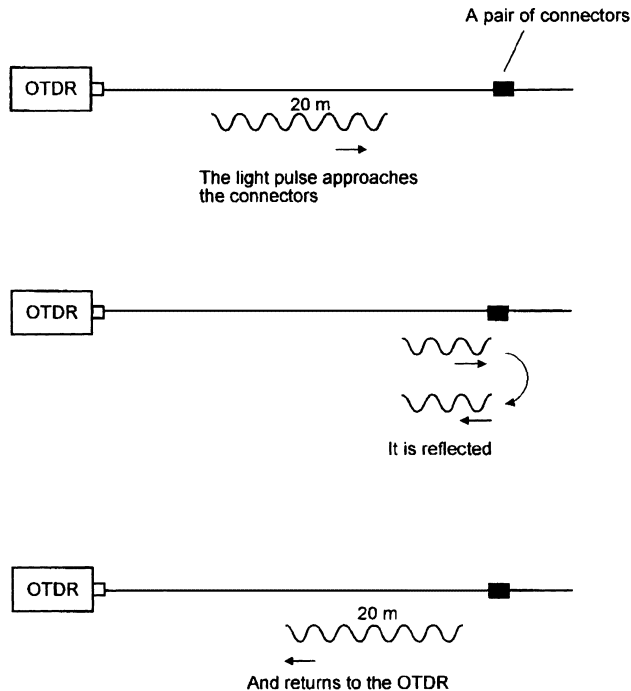 A pair of connectors
OTDR
20 m
The light pulse approaches
the connectors
OTDR
It is reflected
OTDR
20 m
And returns to the OTDR